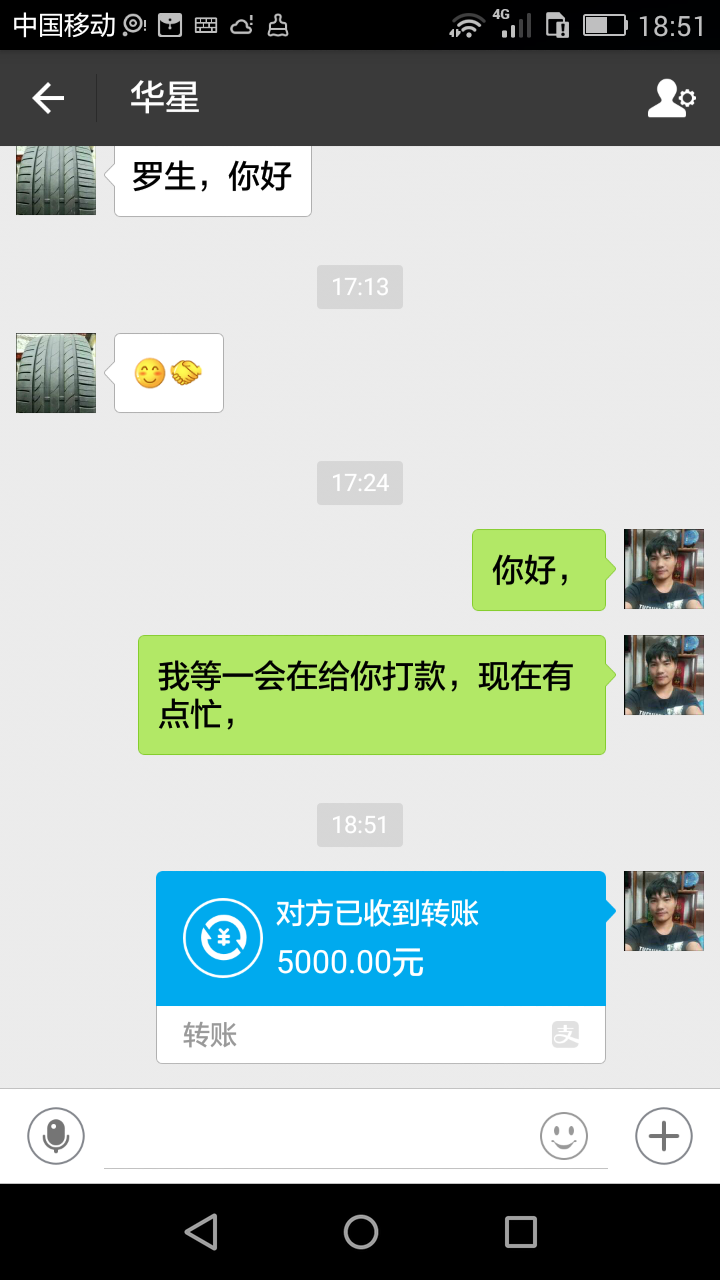 中国移动 4G 18:51
华星
罗生，你好
17:13
17:24
你好，
我等一会在给你打款，现在有
点忙，
18:51
对方已收到转账
5000.00元
转账
支